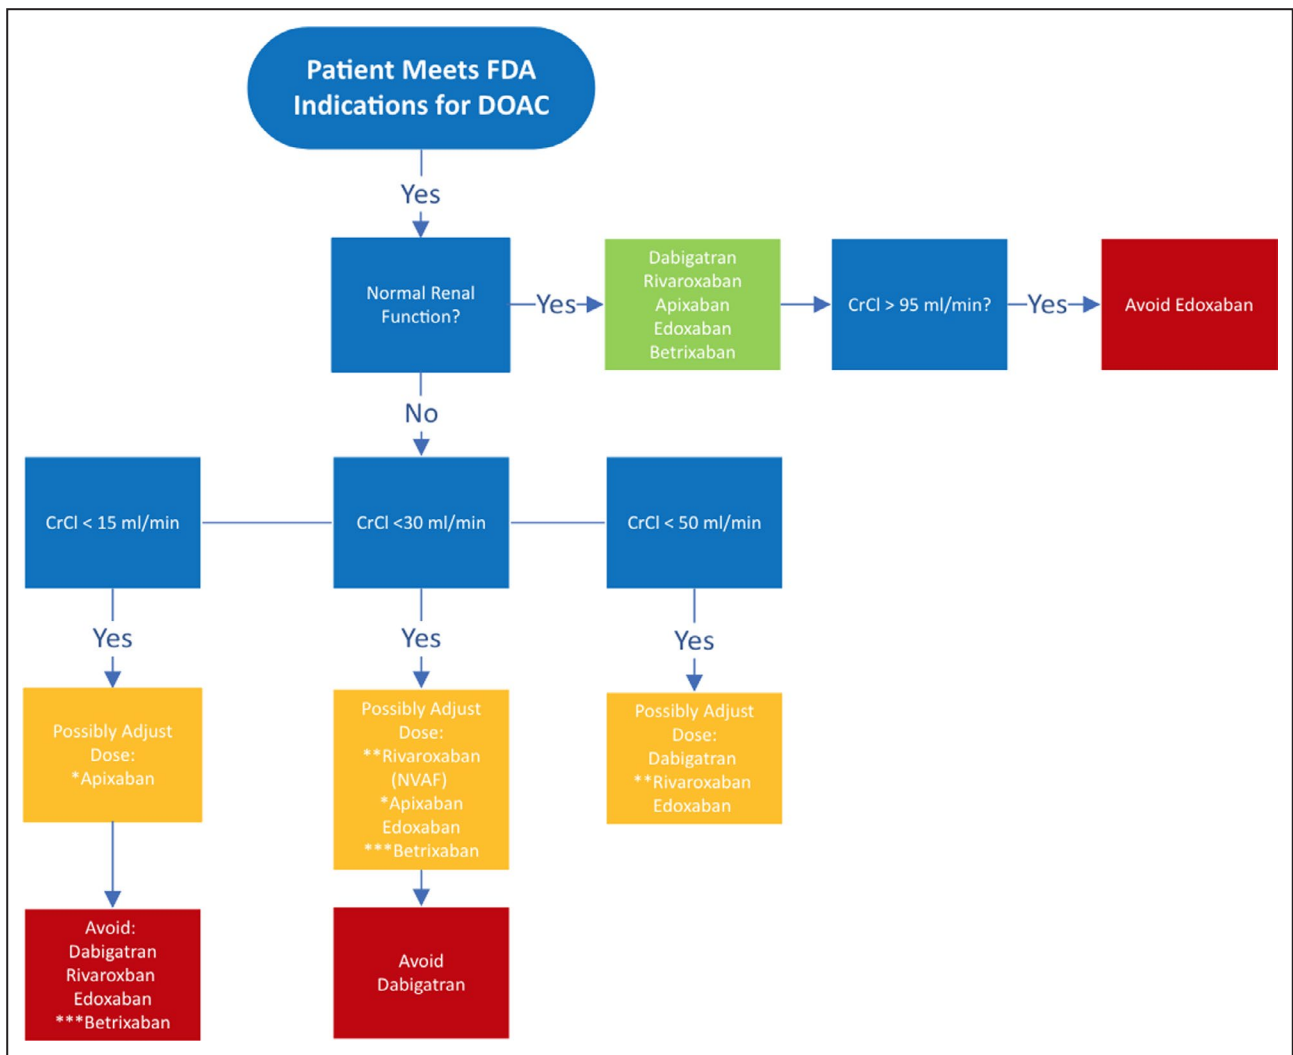 Patient Meets FDA
Indications for DOAC
Yes
Normal Renal
Function?
Yes
Dabigatran
Rivaroxaban
Apixaban
Edoxaban
Betrixaban
CrCl > 95 ml/min?
Yes
Avoid Edoxaban
No
CrCl < 15 ml/min
CrCl <30 ml/min
CrCl < 50 ml/min
Yes
Yes
Yes
Possibly Adjust
Dose:
*Apixaban
Possibly Adjust
Dose:
**Rivaroxaban
(NVAF)
*Apixaban
Edoxaban
***Betrixaban
Possibly Adjust
Dose:
Dabigatran
**Rivaroxaban
Edoxaban
Avoid:
Dabigatran
Rivaroxban
Edoxaban
***Betrixaban
Avoid
Dabigatran